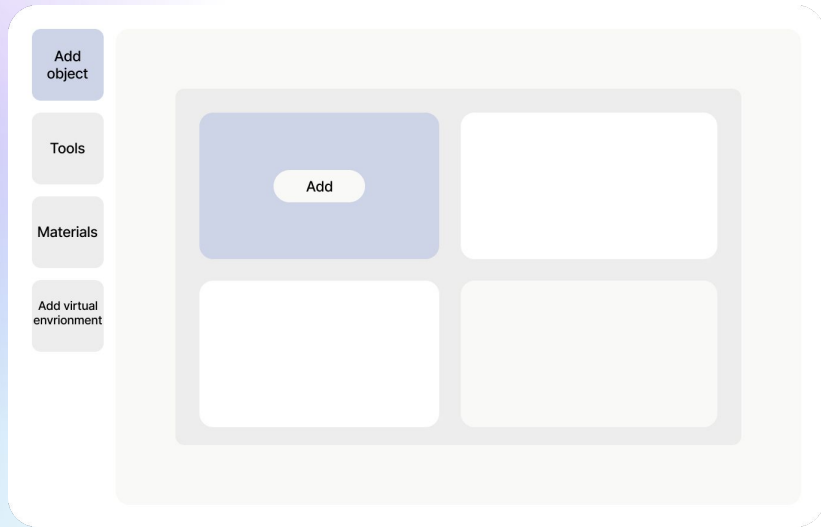 Add
object
Tools
Materials
Add virtual
envrionment
Add